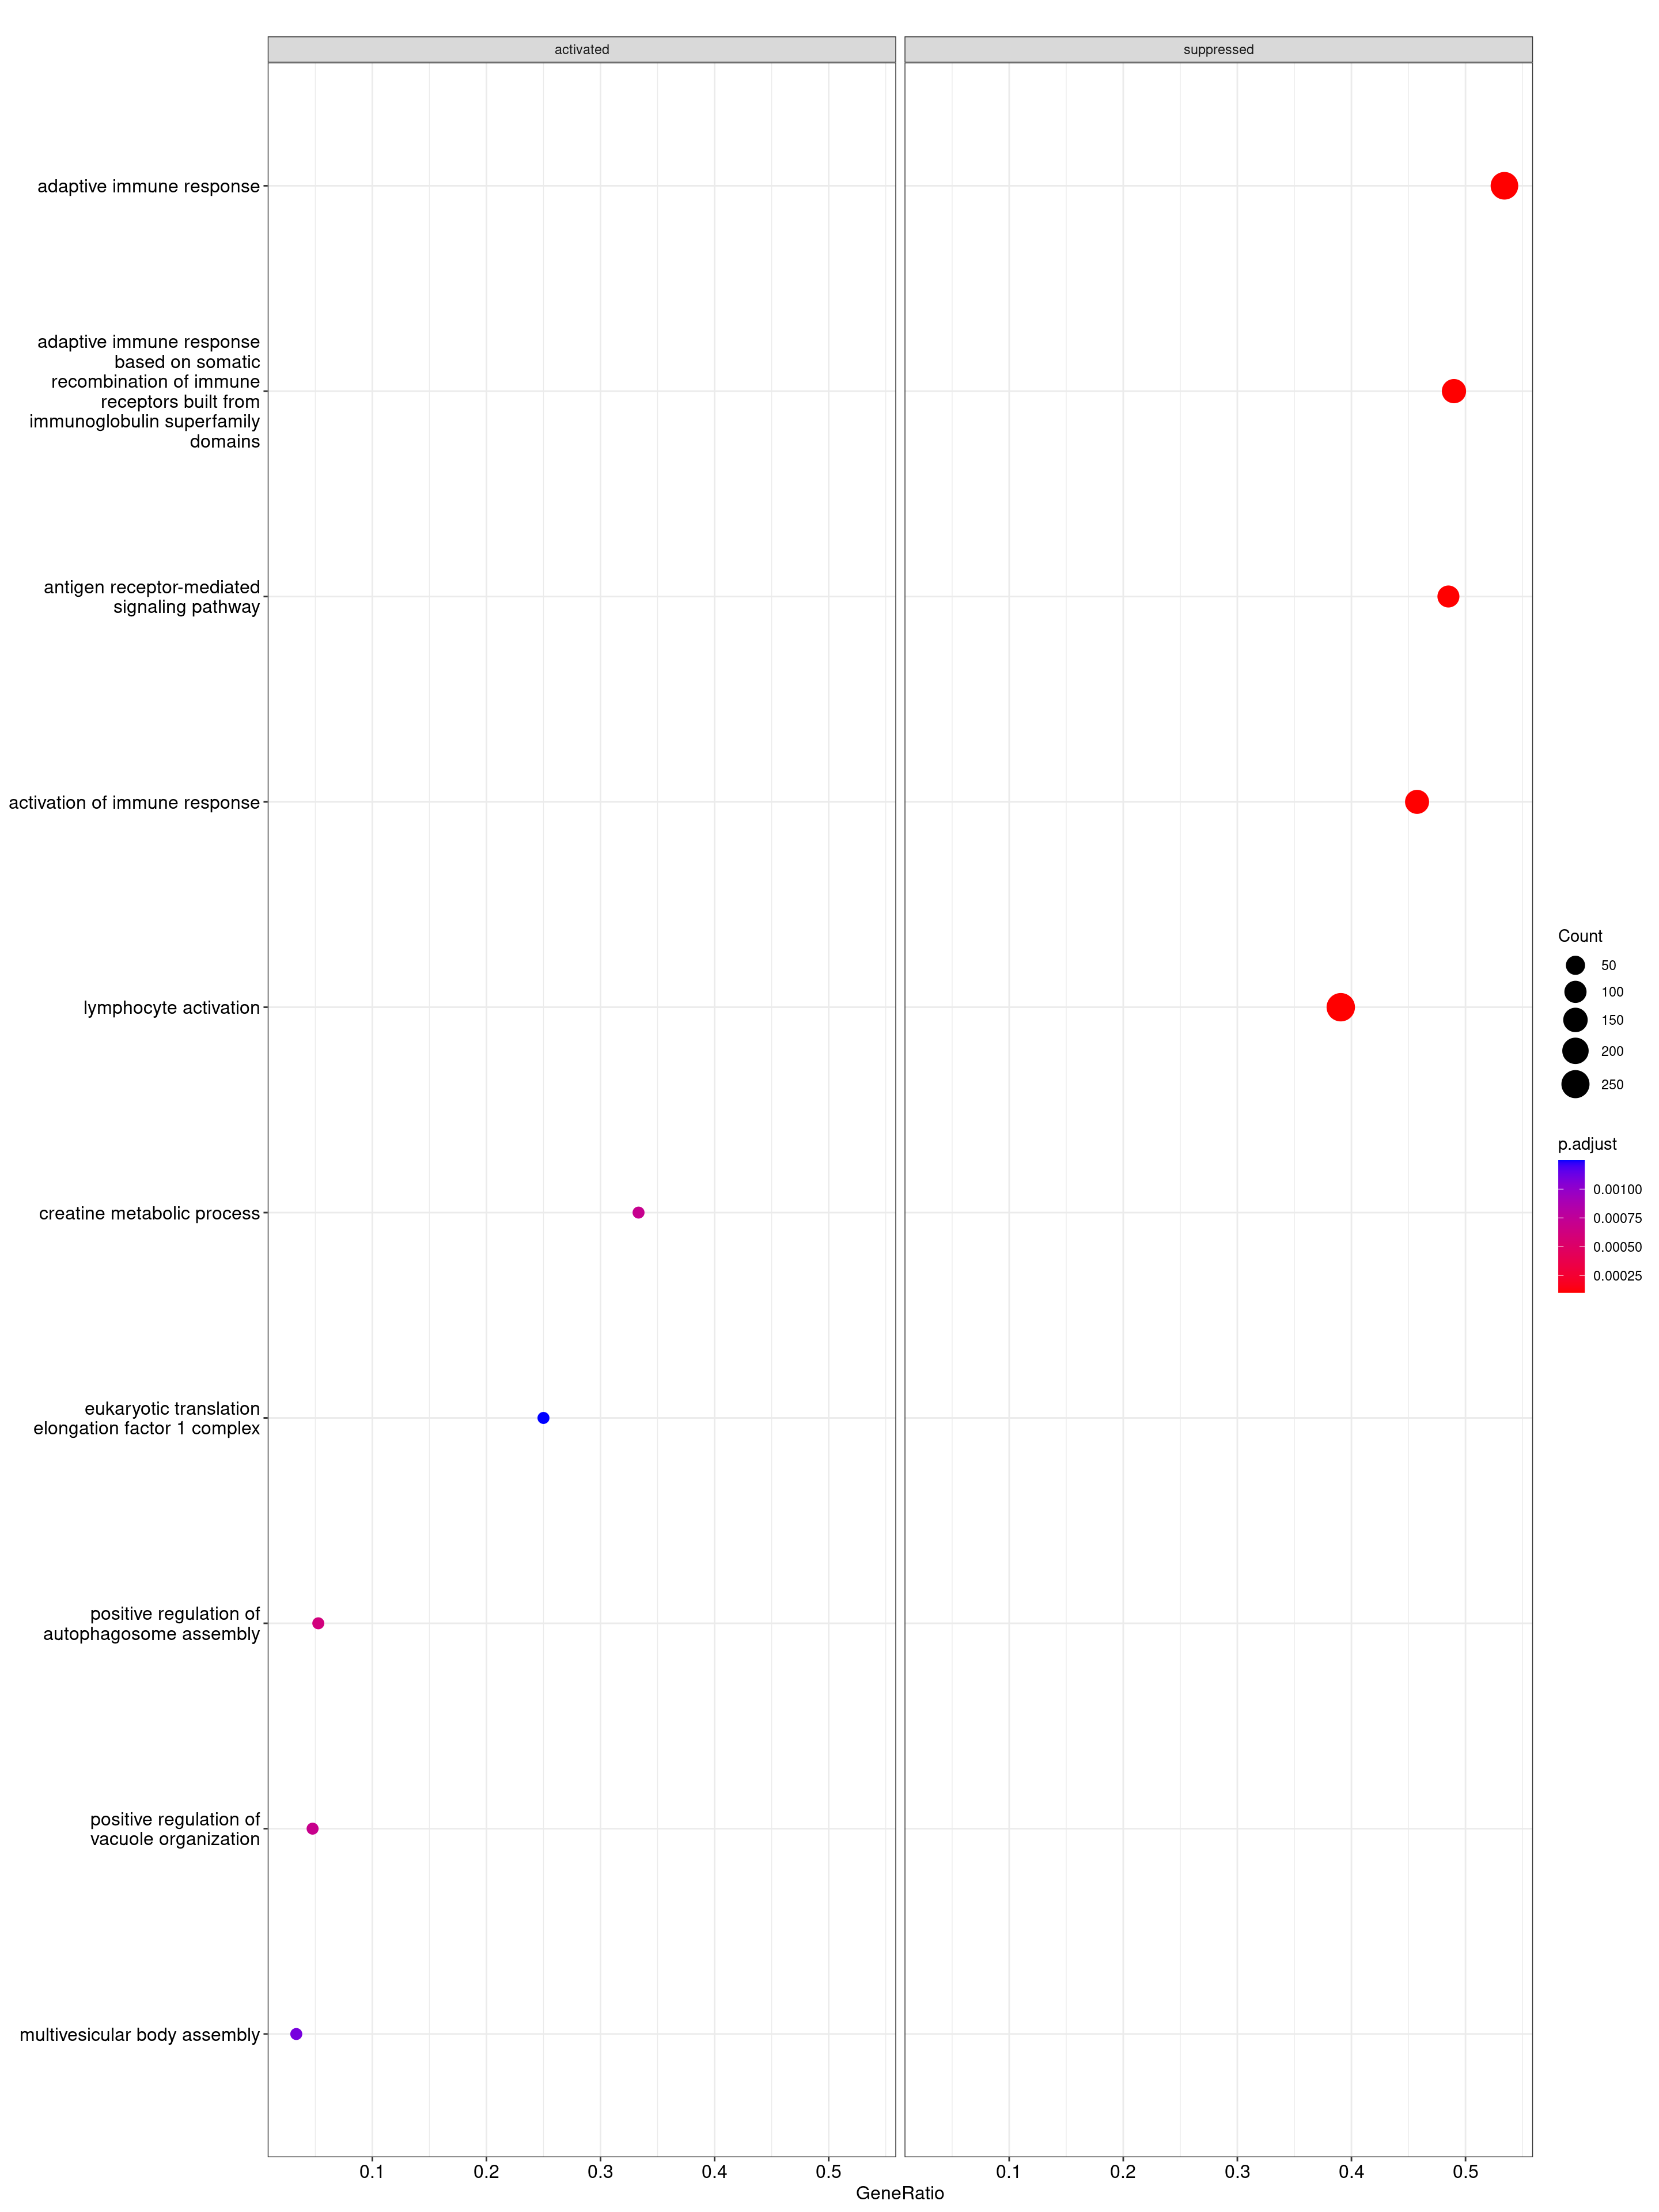 activated
suppressed
adaptive immune response
adaptive immune response
based on somatic
recombination of immune
receptors built from
immunoglobulin superfamily
domains
antigen receptor-mediated
signaling pathway
activation of immune response
lymphocyte activation
creatine metabolic process
eukaryotic translation
elongation factor 1 complex
positive regulation of
autophagosome assembly
positive regulation of
vacuole organization
multivesicular body assembly
0.1 0.2 0.3 0.4 0.5
0.1 0.2 0.3 0.4 0.5
GeneRatio
Count
50
100
150
200
250
p.adjust
0.00100
0.00075
0.00050
0.00025